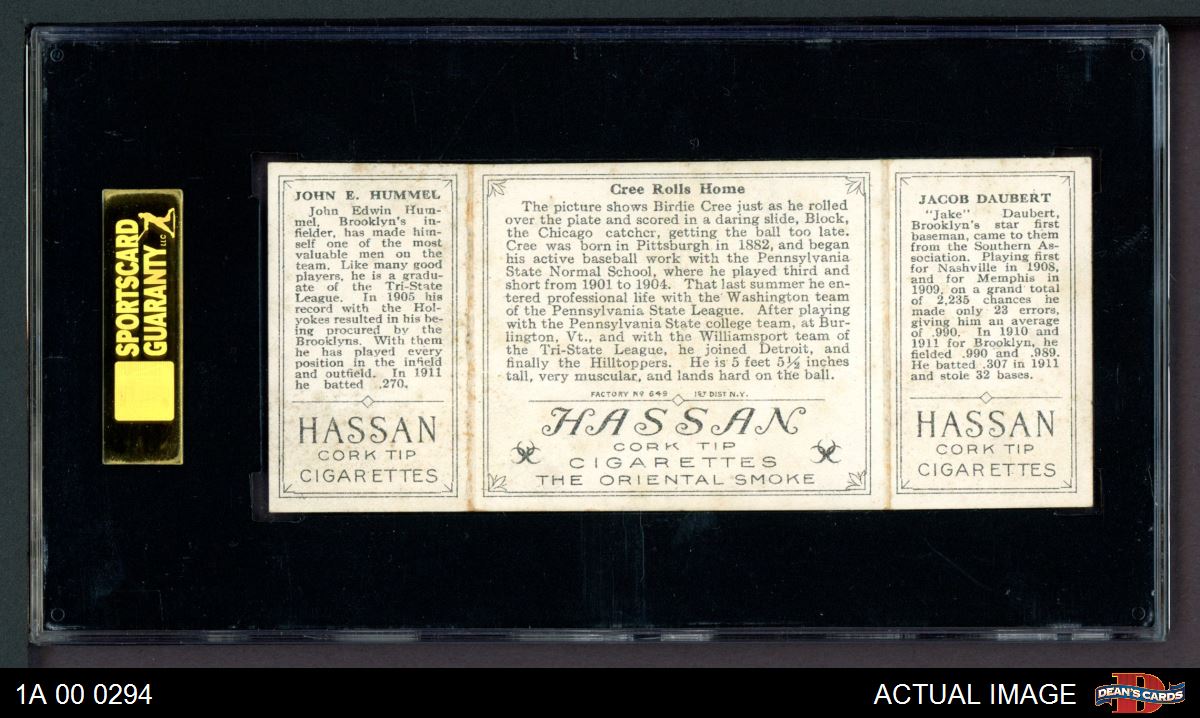 SPORTSCARD
GUARANTY LLC
JOHN E. HUMMEL
John Edwin Hum-
mel, Brooklyn's in-
fielder, has made him-
self one of the most
valuable men on the
team. Like many good
players, he is a gradu-
ate of the Tri-State
League. In 1905 his
record with the Hol-
yokes resulted in his be-
ing procured by the
Brooklyns. With them
he has played every
position in the infield
and outfield. In 1911
he batted .270.
HASSAN
CORK TIP
CIGARETTES
Cree Rolls Home
The picture shows Birdie Cree just as he rolled
over the plate and scored in a daring slide, Block,
the Chicago catcher, getting the ball too late.
Cree was born in Pittsburgh in 1882, and began
his active baseball work with the Pennsylvania
State Normal School, where he played third and
short from 1901 to 1904. That last summer he en-
tered professional life with the Washington team
of the Pennsylvania State League. After playing
with the Pennsylvania State college team, at Bur-
lington, Vt., and with the Williamsport team of
the Tri-State League, he joined Detroit, and
finally the Hilltoppers. He is 5 feet 5½ inches
tall, very muscular, and lands hard on the ball.
FACTORY Nº 649 1ST DIST N.Y.
HASSAN
CORK TIP
CIGARETTES
THE ORIENTAL SMOKE
JACOB DAUBERT
"Jake" Daubert,
Brooklyn's star first
baseman, came to them
from the Southern As-
sociation. Playing first
for Nashville in 1908,
and for Memphis in
1909, on a grand total
of 2,235 chances he
made only 23 errors,
giving him an average
of .990. In 1910 and
1911 for Brooklyn, he
fielded .990 and .989.
He batted .307 in 1911
and stole 32 bases.
HASSAN
CORK TIP
CIGARETTES
1A 00 0294
ACTUAL IMAGE
DEAN'S CARDS